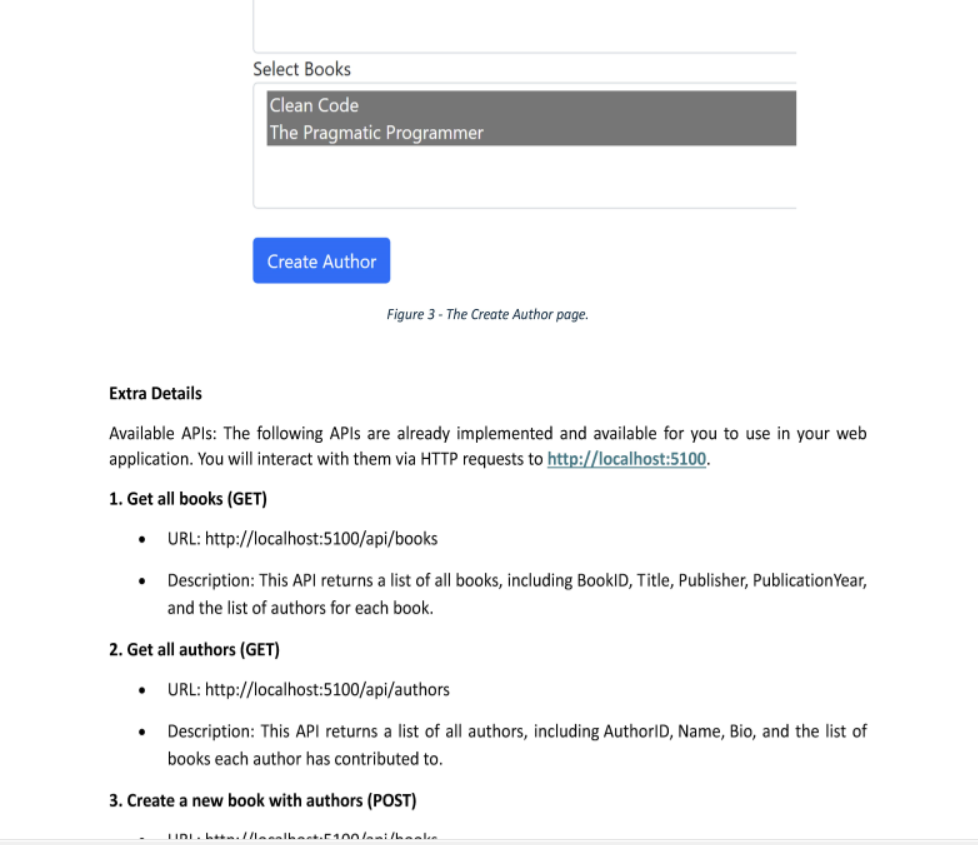 Select Books
Clean Code
The Pragmatic Programmer
Create Author
Figure 3 - The Create Author page.
Extra Details
Available APIs: The following APIs are already implemented and available for you to use in your web
application. You will interact with them via HTTP requests to http://localhost:5100.
1. Get all books (GET)
• URL: http://localhost:5100/api/books
• Description: This API returns a list of all books, including BookID, Title, Publisher, PublicationYear,
and the list of authors for each book.
2. Get all authors (GET)
• URL: http://localhost:5100/api/authors
• Description: This API returns a list of all authors, including AuthorID, Name, Bio, and the list of
books each author has contributed to.
3. Create a new book with authors (POST)
• URL: http://localhost:5100/api/books